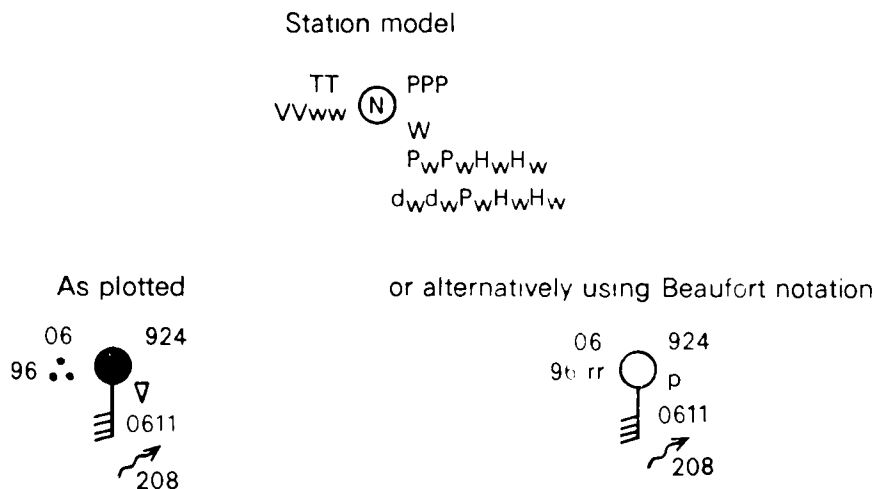 Station model
TT PPP
VVww N
W
PwPwHwHw
dwdwPwHwHw
As plotted
or alternatively using Beaufort notation
06 924
96
0611
208
06 924
96 rr p
0611
208